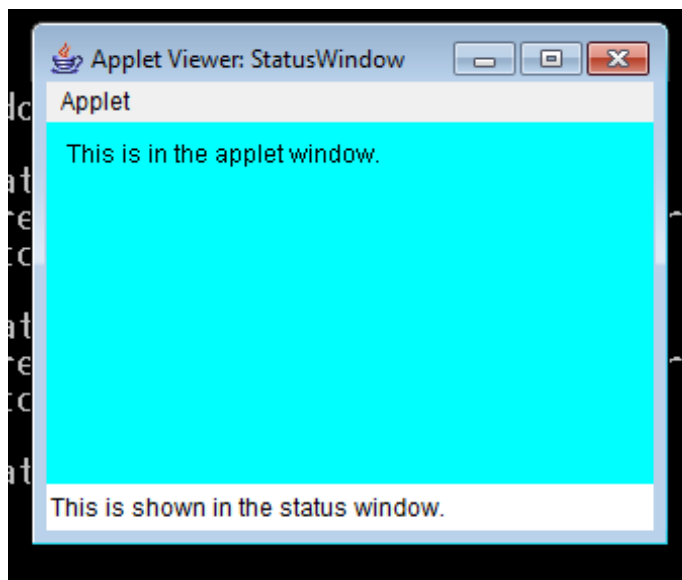 Applet Viewer: StatusWindow
Applet
This is in the applet window.
This is shown in the status window.